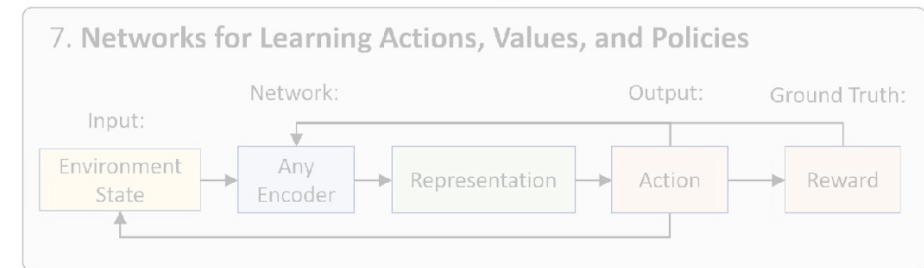 7. Networks for Learning Actions, Values, and Policies
Network:
Output:
Ground Truth:
Input:
Environment
State
Any
Encoder
Representation
Action
Reward